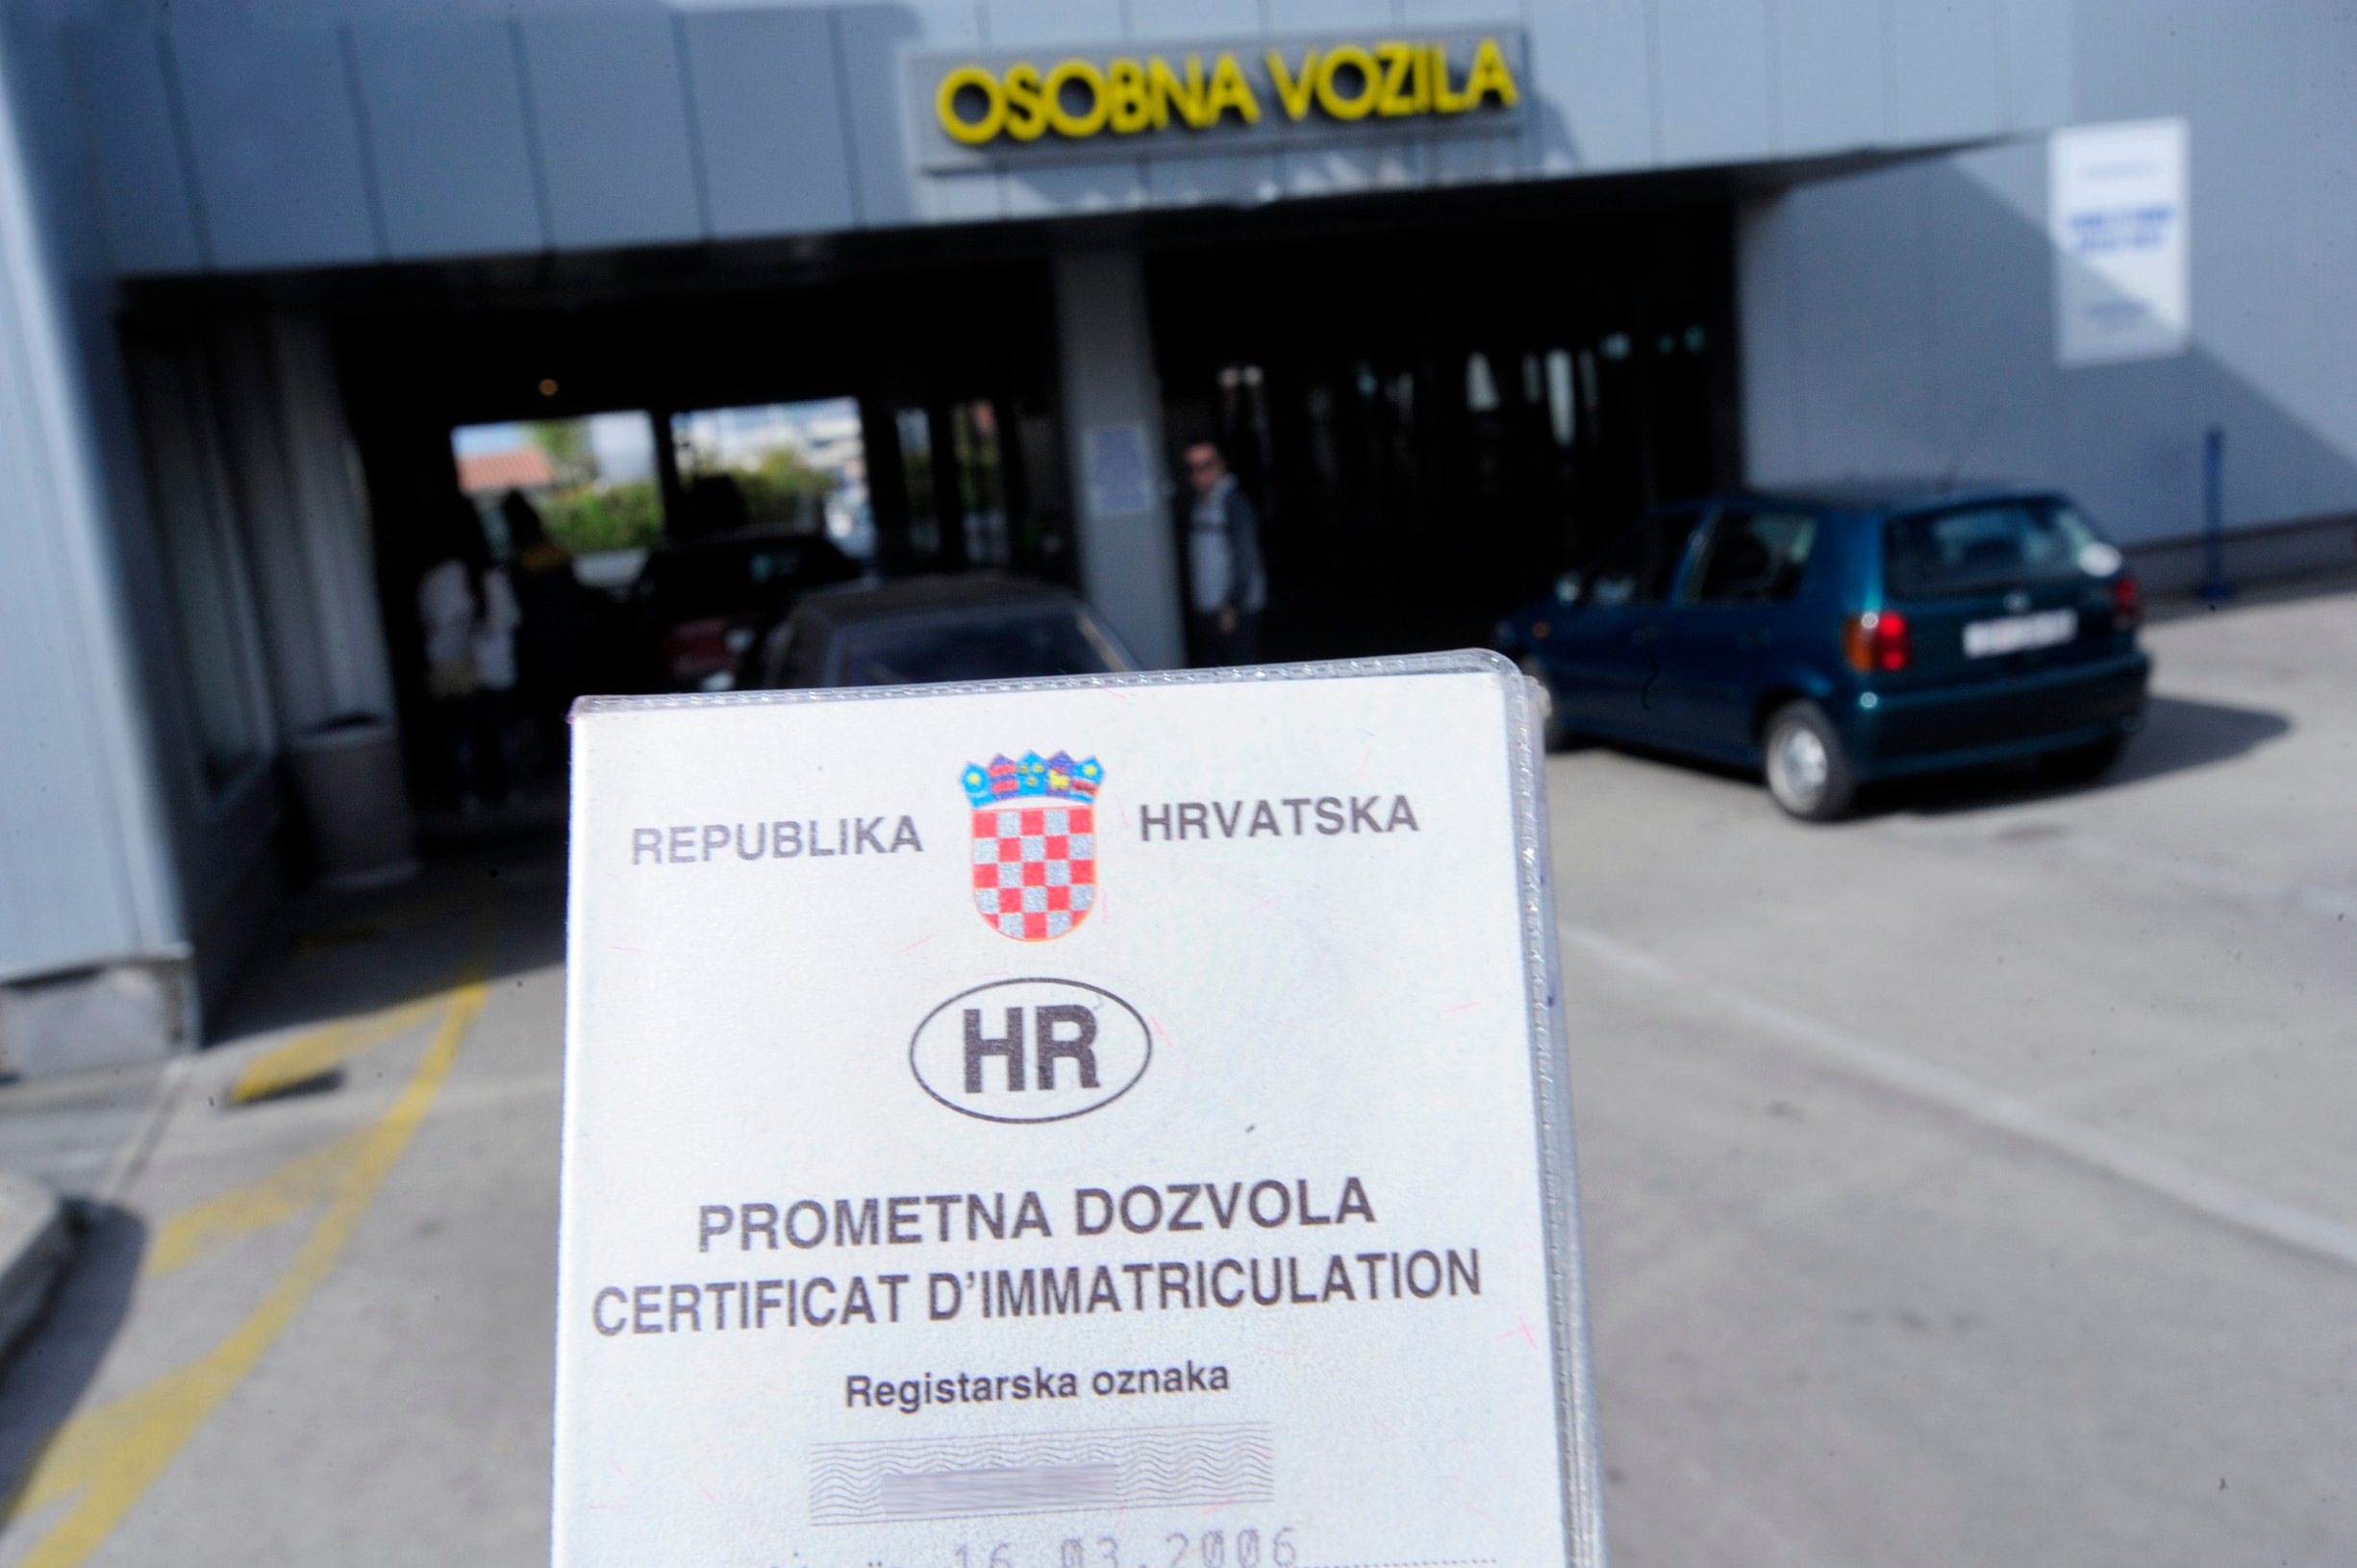 OSOBNA VOZILA
REPUBLIKA HRVATSKA
HR
PROMETNA DOZVOLA
CERTIFICAT D'IMMATRICULATION
Registarska oznaka
16.03.2006